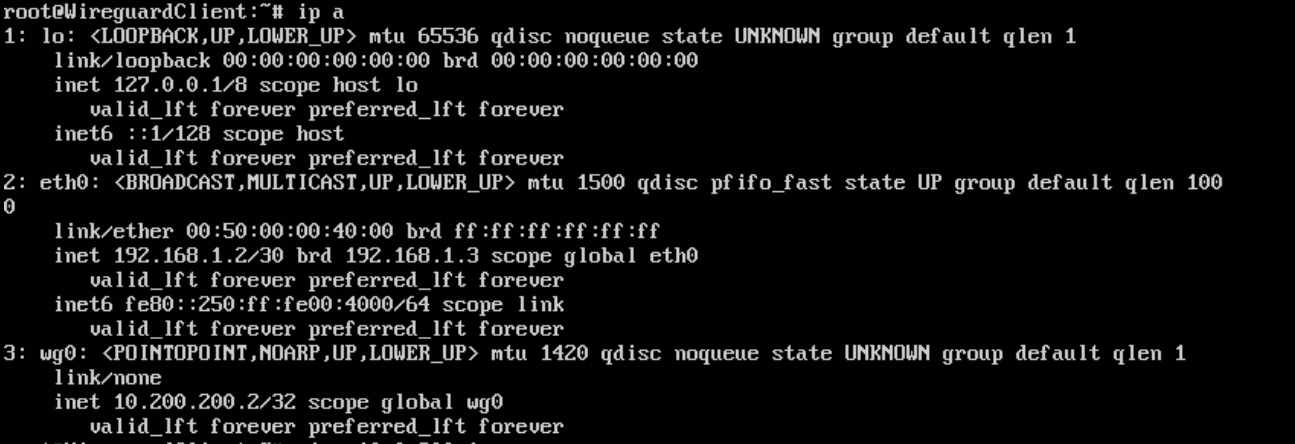 root@WireguardClient:~# ip a
1: lo: <LOOPBACK,UP,LOWER_UP> mtu 65536 qdisc noqueue state UNKNOWN group default qlen 1
    link/loopback 00:00:00:00:00:00 brd 00:00:00:00:00:00
    inet 127.0.0.1/8 scope host lo
       valid_lft forever preferred_lft forever
    inet6 ::1/128 scope host
       valid_lft forever preferred_lft forever
2: eth0: <BROADCAST,MULTICAST,UP,LOWER_UP> mtu 1500 qdisc pfifo_fast state UP group default qlen 100
0
    link/ether 00:50:00:00:40:00 brd ff:ff:ff:ff:ff:ff
    inet 192.168.1.2/30 brd 192.168.1.3 scope global eth0
       valid_lft forever preferred_lft forever
    inet6 fe80::250:ff:fe00:4000/64 scope link
       valid_lft forever preferred_lft forever
3: wg0: <POINTOPOINT,NOARP,UP,LOWER_UP> mtu 1420 qdisc noqueue state UNKNOWN group default qlen 1
    link/none
    inet 10.200.200.2/32 scope global wg0
       valid_lft forever preferred_lft forever